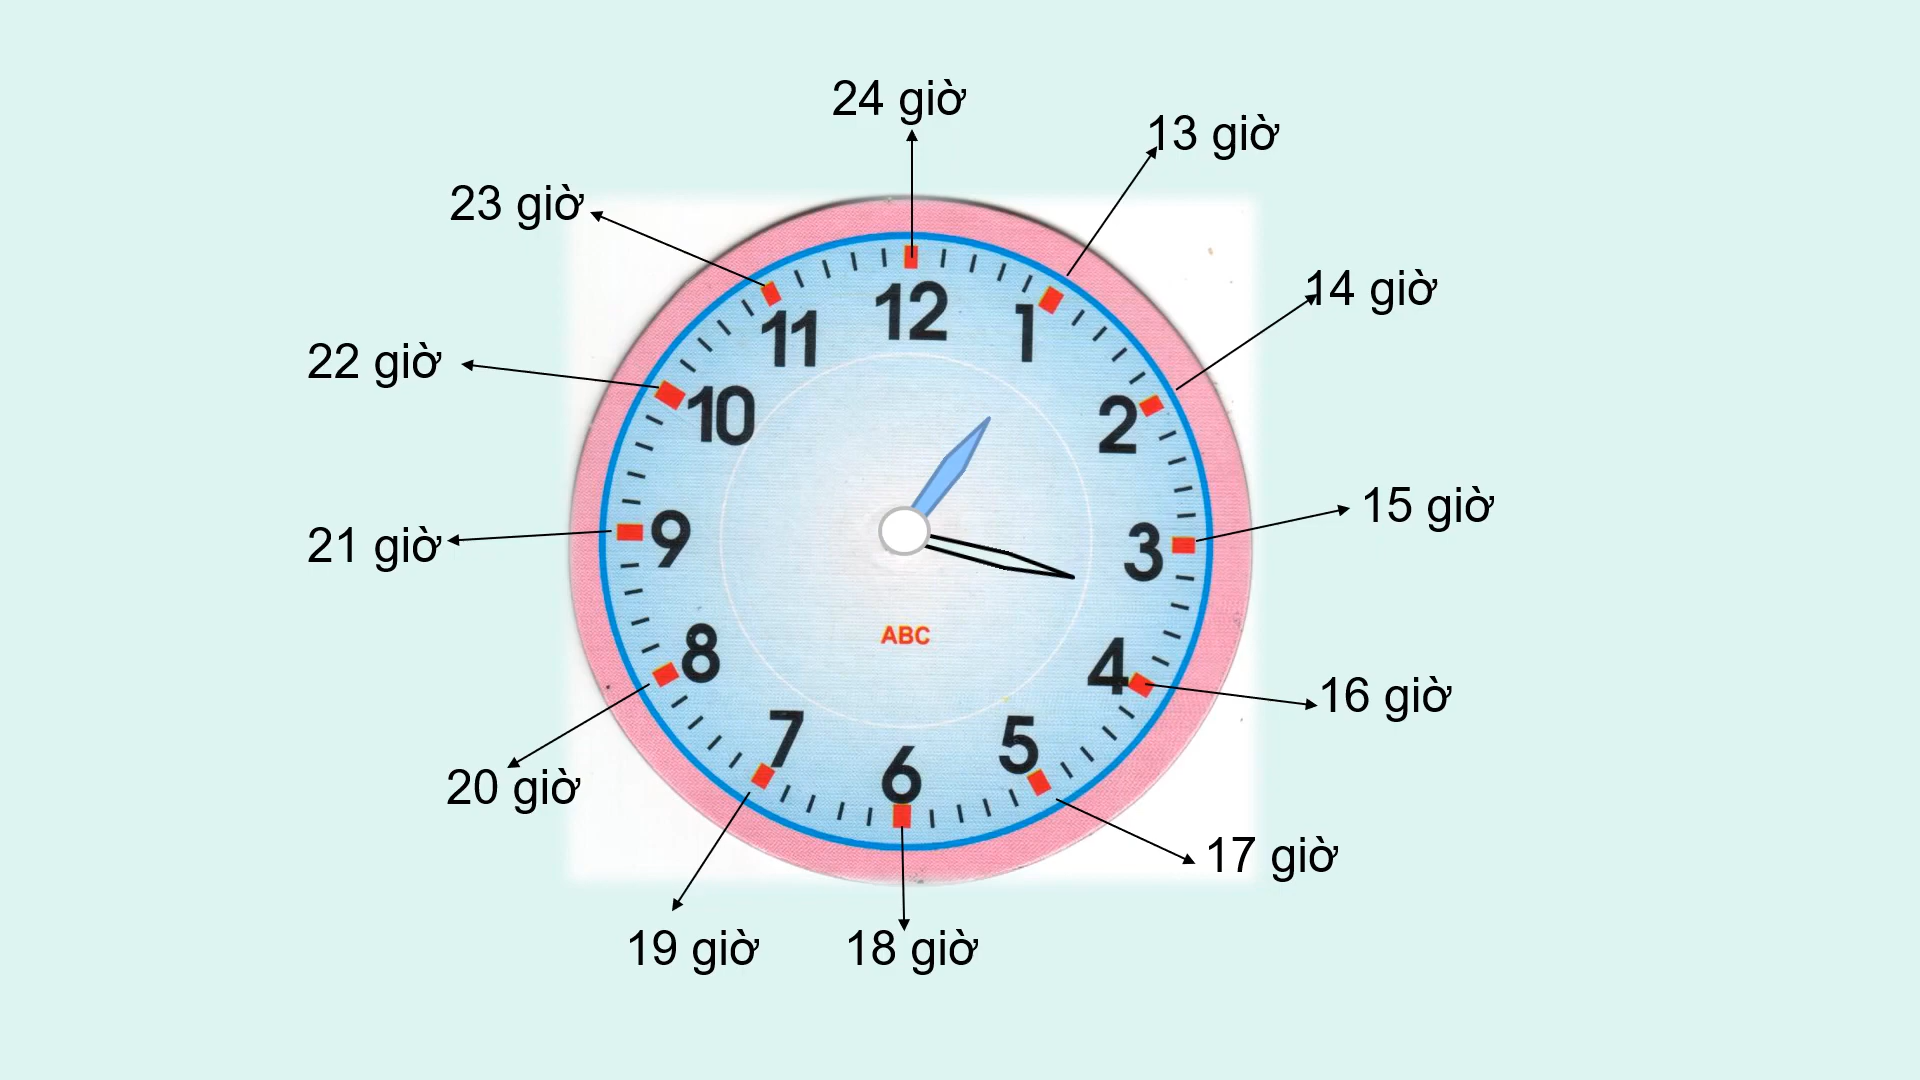 24 giờ
13 giờ
23 giờ
14 giờ
12
11
1
22 giờ
10
2
15 giờ
21 giờ
9
3
ABC
8
4
16 giờ
7
5
6
20 giờ
17 giờ
19 giờ
18 giờ